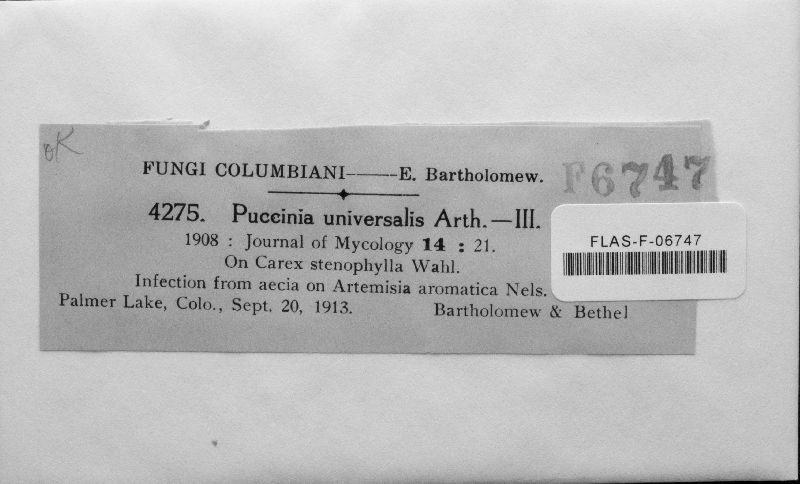 oK
FUNGI COLUMBIANI——E. Bartholomew.
F6747
4275. Puccinia universalis Arth.—III.
1908 : Journal of Mycology 14 : 21.
On Carex stenophylla Wahl.
Infection from aecia on Artemisia aromatica Nels.
Palmer Lake, Colo., Sept. 20, 1913. Bartholomew & Bethel
FLAS-F-06747